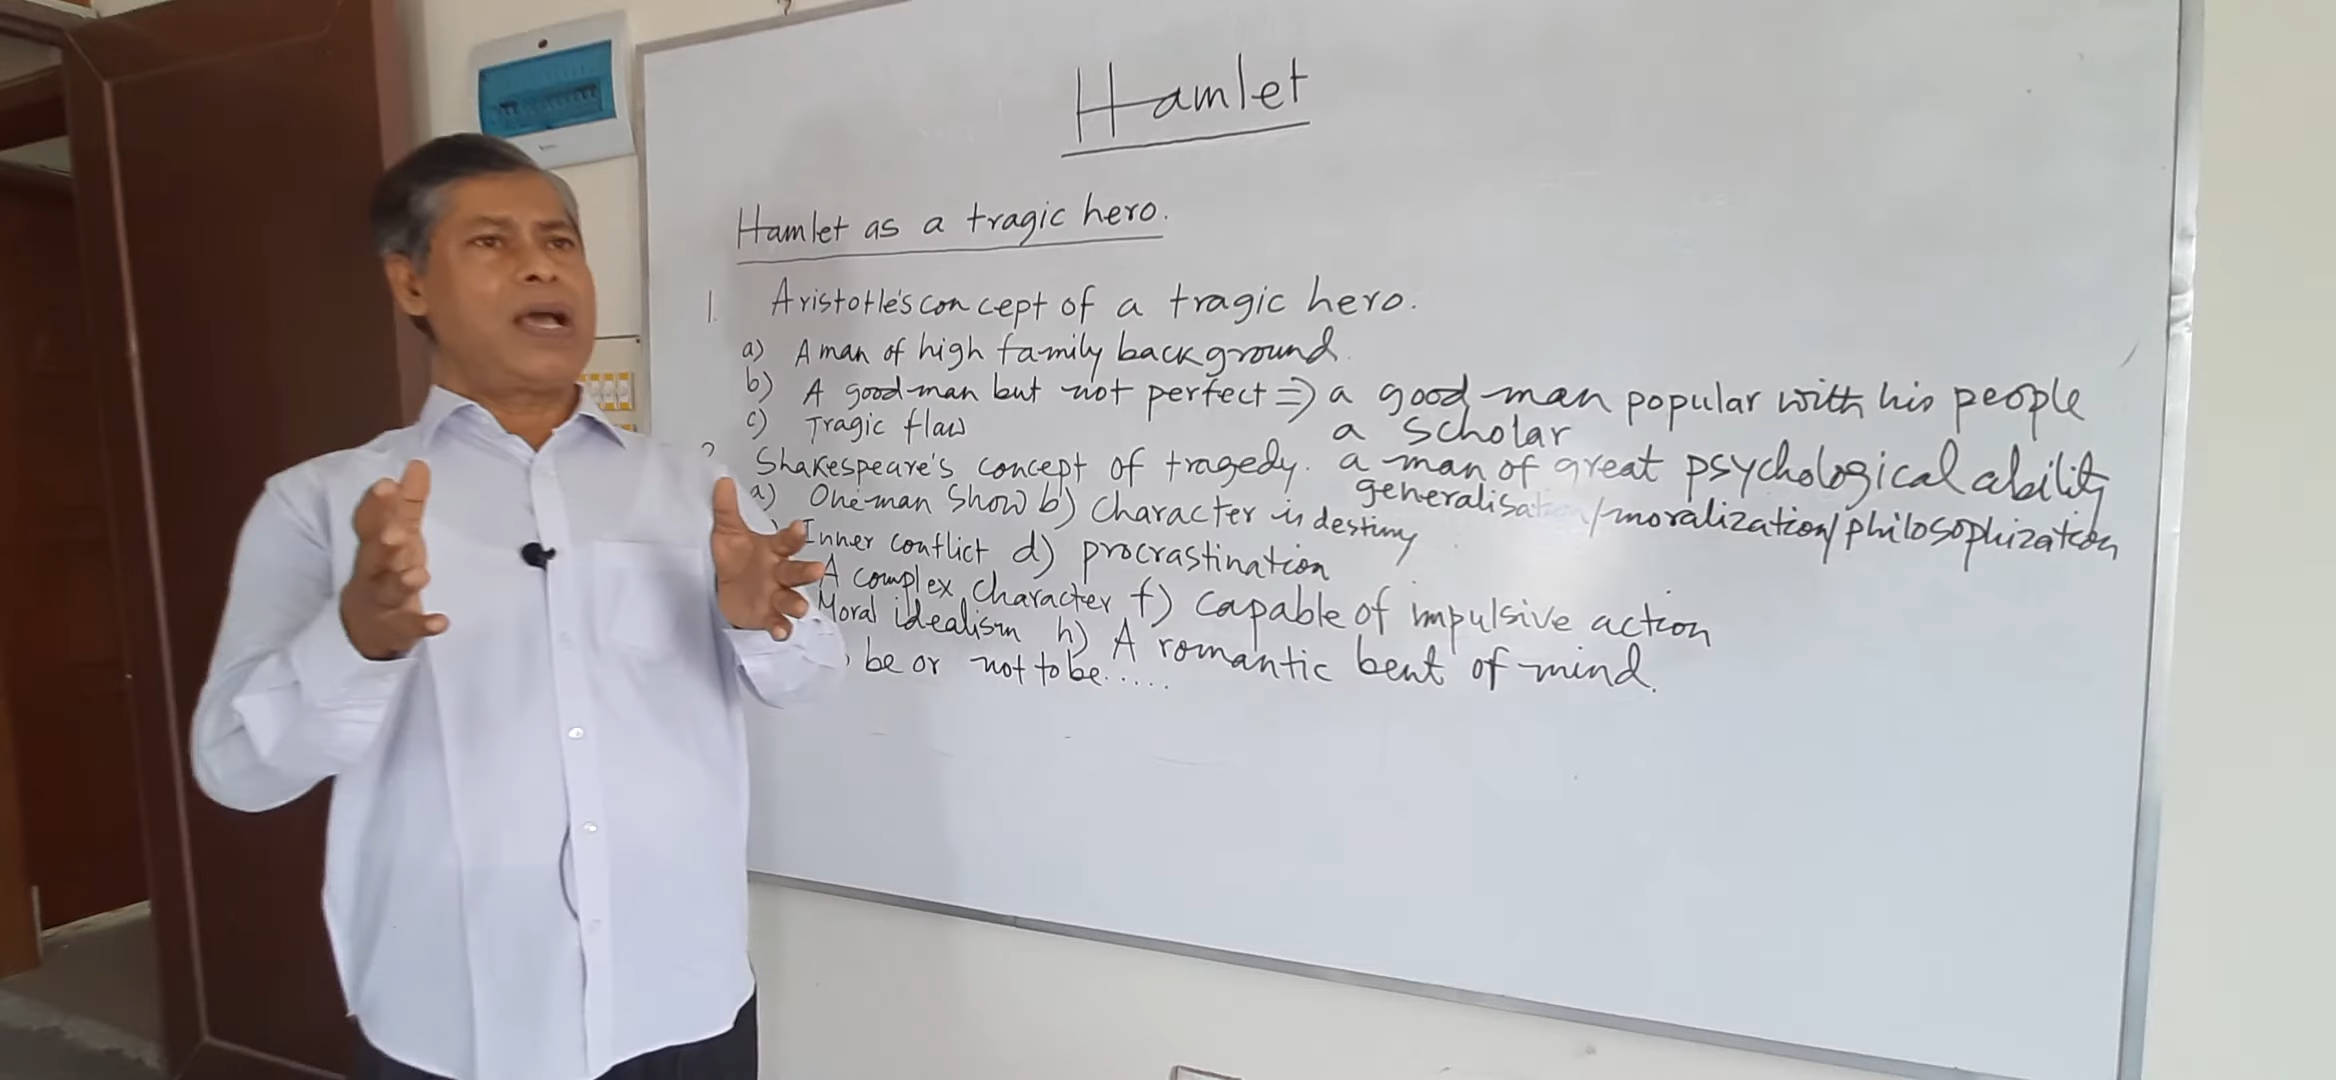 Hamlet
Hamlet as a tragic hero.
1. Aristotle's concept of a tragic hero.
a) A man of high family background.
b) A good man but not perfect => a good man popular with his people
c) Tragic flaw
a scholar
Shakespeare's concept of tragedy. a man of great psychological ability
generalisation/moralization/philosophization
a) One man show b) Character is destiny
Inner conflict d) procrastination
A complex character f) Capable of impulsive action
Moral idealism h) A romantic bent of mind.
be or not to be.....